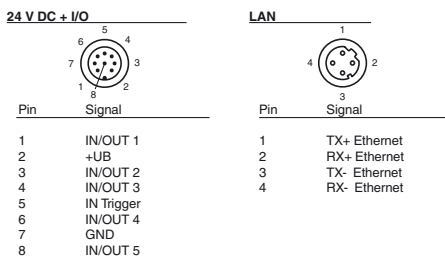 24 V DC + I/O
5
6 4
7 3
1 2
8
Pin Signal
1 IN/OUT 1
2 +UB
3 IN/OUT 2
4 IN/OUT 3
5 IN Trigger
6 IN/OUT 4
7 GND
8 IN/OUT 5
LAN
1
4 2
3
Pin Signal
1 TX+ Ethernet
2 RX+ Ethernet
3 TX- Ethernet
4 RX- Ethernet